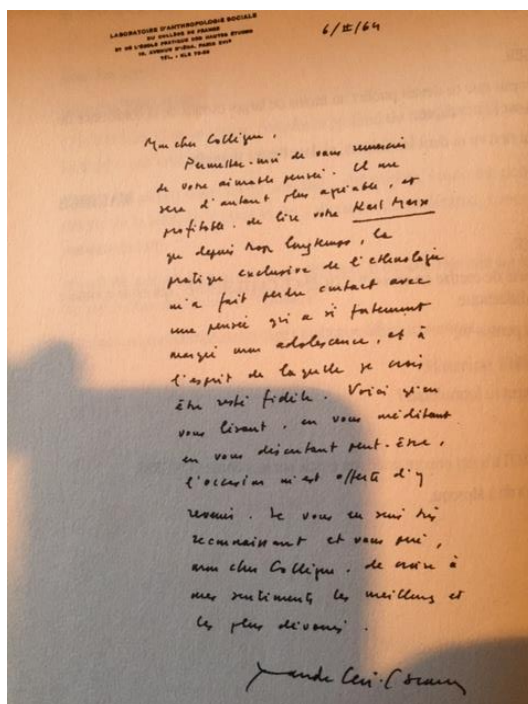 LABORATOIRE D'ANTHROPOLOGIE SOCIALE
DU COLLÈGE DE FRANCE
ET DE L'ÉCOLE PRATIQUE DES HAUTES ÉTUDES
AVENUE D'IÉNA, PARIS
TÉL.
6/II/64
Mon cher Collègue,
Permettez-moi de vous remercier
de votre aimable pensée. Il me
sera d'autant plus agréable, et
profitable, de lire votre Karl Marx
que depuis trop longtemps, la
pratique exclusive de l'ethnologie
m'a fait perdre contact avec
une pensée qui a si fortement
marqué mon adolescence, et à
l'esprit de laquelle je crois
être resté fidèle. Voici qu'en
vous lisant, en vous méditant
en vous discutant peut-être,
l'occasion m'est offerte d'y
revenir. Je vous en suis très
reconnaissant et vous prie,
mon cher Collègue, de croire à
mes sentiments les meilleurs et
les plus dévoués.
Claude Lévi-Strauss